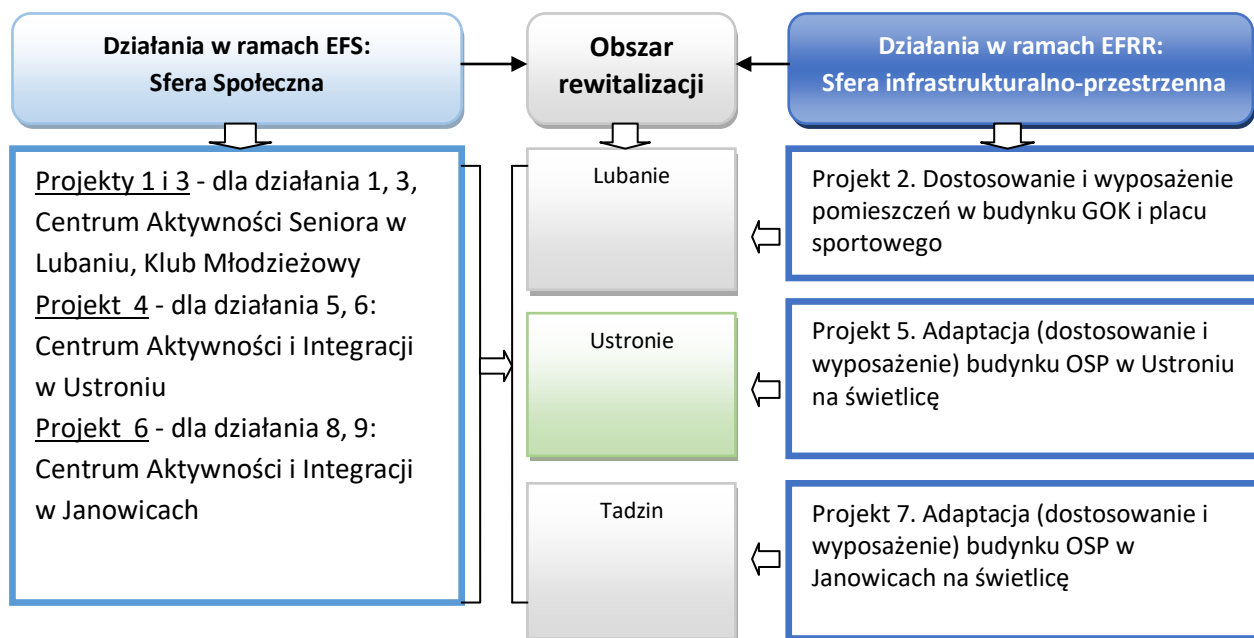 Działania w ramach EFS:
Sfera Społeczna
Obszar
rewitalizacji
Działania w ramach EFRR:
Sfera infrastrukturalno-przestrzenna
Projekty 1 i 3 - dla działania 1, 3,
Centrum Aktywności Seniora w
Lubaniu, Klub Młodzieżowy
Projekt  4 - dla działania 5, 6:
Centrum Aktywności i Integracji
w Ustroniu
Projekt  6 - dla działania 8, 9:
Centrum Aktywności i Integracji
w Janowicach
Lubanie
Ustronie
Tadzin
Projekt 2. Dostosowanie i wyposażenie
pomieszczeń w budynku GOK i placu
sportowego
Projekt 5. Adaptacja (dostosowanie i
wyposażenie) budynku OSP w Ustroniu
na świetlicę
Projekt 7. Adaptacja (dostosowanie i
wyposażenie) budynku OSP w
Janowicach na świetlicę